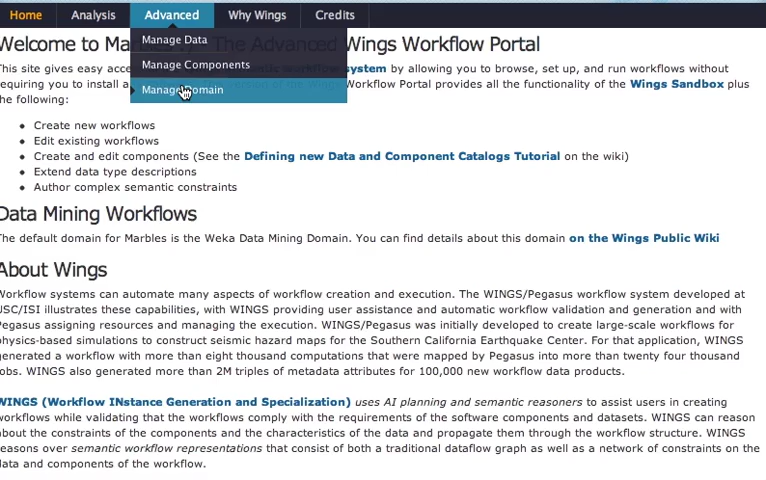 Home Analysis Advanced Why Wings Credits
Manage Data
Manage Components
Manage Domain
Welcome to Marbles The Advanced Wings Workflow Portal
This site gives easy system by allowing you to browse, set up, and run workflows without
requiring you to install a Workflow Portal provides all the functionality of the Wings Sandbox plus
the following:
Create new workflows
Edit existing workflows
Create and edit components (See the Defining new Data and Component Catalogs Tutorial on the wiki)
Extend data type descriptions
Author complex semantic constraints
Data Mining Workflows
The default domain for Marbles is the Weka Data Mining Domain. You can find details about this domain on the Wings Public Wiki
About Wings
Workflow systems can automate many aspects of workflow creation and execution. The WINGS/Pegasus workflow system developed at
USC/ISI illustrates these capabilities, with WINGS providing user assistance and automatic workflow validation and generation and with
Pegasus assigning resources and managing the execution. WINGS/Pegasus was initially developed to create large-scale workflows for
physics-based simulations to construct seismic hazard maps for the Southern California Earthquake Center. For that application, WINGS
generated a workflow with more than eight thousand computations that were mapped by Pegasus into more than twenty four thousand
jobs. WINGS also generated more than 2M triples of metadata attributes for 100,000 new workflow data products.
WINGS (Workflow INstance Generation and Specialization) uses AI planning and semantic reasoners to assist users in creating
workflows while validating that the workflows comply with the requirements of the software components and datasets. WINGS can reason
about the constraints of the components and the characteristics of the data and propagate them through the workflow structure. WINGS
reasons over semantic workflow representations that consist of both a traditional dataflow graph as well as a network of constraints on the
data and components of the workflow.